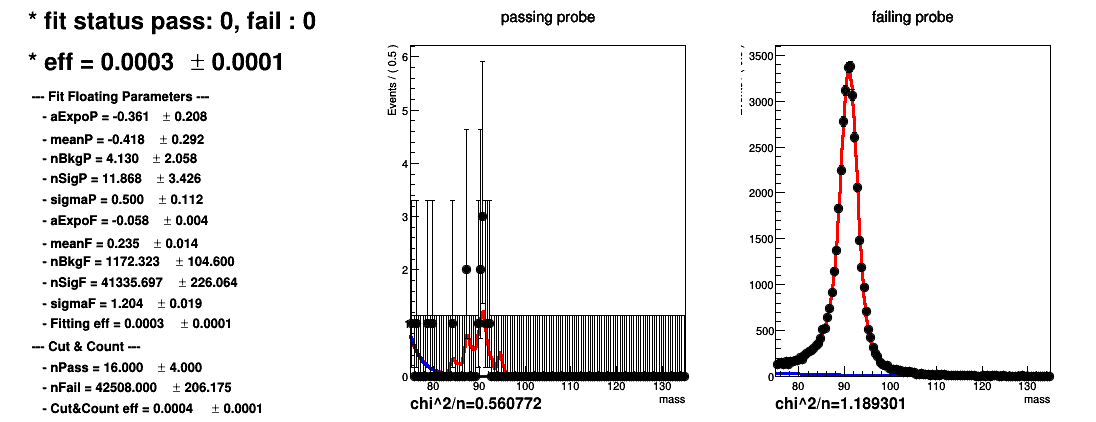 * fit status pass: 0, fail : 0
* eff = 0.0003 ± 0.0001
--- Fit Floating Parameters ---
- aExpoP = -0.361 ± 0.208
- meanP = -0.418 ± 0.292
- nBkgP = 4.130 ± 2.058
- nSigP = 11.868 ± 3.426
- sigmaP = 0.500 ± 0.112
- aExpoF = -0.058 ± 0.004
- meanF = 0.235 ± 0.014
- nBkgF = 1172.323 ± 104.600
- nSigF = 41335.697 ± 226.064
- sigmaF = 1.204 ± 0.019
- Fitting eff = 0.0003 ± 0.0001
--- Cut & Count ---
- nPass = 16.000 ± 4.000
- nFail = 42508.000 ± 206.175
- Cut&Count eff = 0.0004 ± 0.0001
passing probe
Events / ( 0.5 )
6
5
4
3
2
1
0
80 90 100 110 120 130
mass
chi^2/n=0.560772
failing probe
3500
3000
2500
2000
1500
1000
500
0
80 90 100 110 120 130
mass
chi^2/n=1.189301